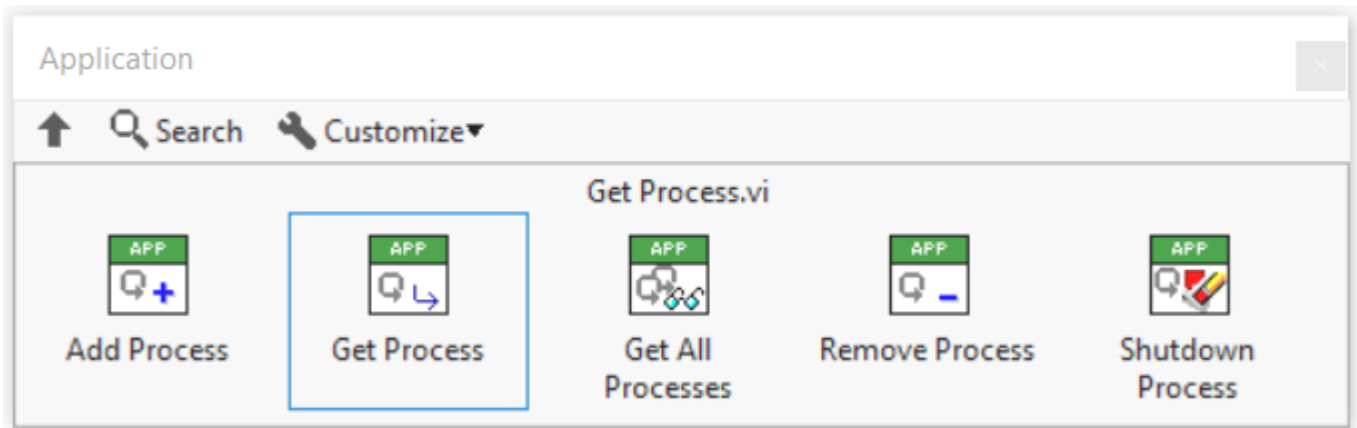 Application
Search Customize
Get Process.vi
APP APP APP APP APP
Add Process Get Process Get All Processes Remove Process Shutdown Process